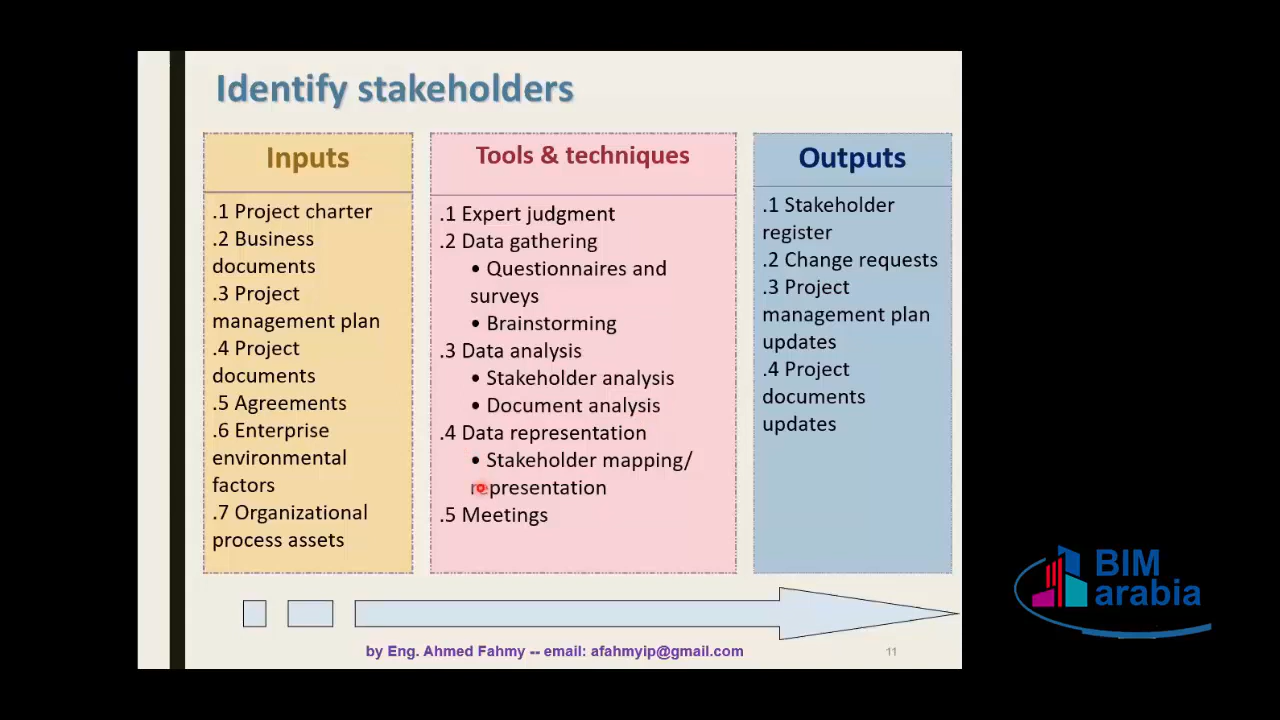 Identify stakeholders
Inputs
.1 Project charter
.2 Business
documents
.3 Project
management plan
.4 Project
documents
.5 Agreements
.6 Enterprise
environmental
factors
.7 Organizational
process assets
Tools & techniques
.1 Expert judgment
.2 Data gathering
• Questionnaires and
surveys
• Brainstorming
.3 Data analysis
• Stakeholder analysis
• Document analysis
.4 Data representation
• Stakeholder mapping/
representation
.5 Meetings
Outputs
.1 Stakeholder
register
.2 Change requests
.3 Project
management plan
updates
.4 Project
documents
updates
by Eng. Ahmed Fahmy -- email: afahmyip@gmail.com
11
BIM
arabia